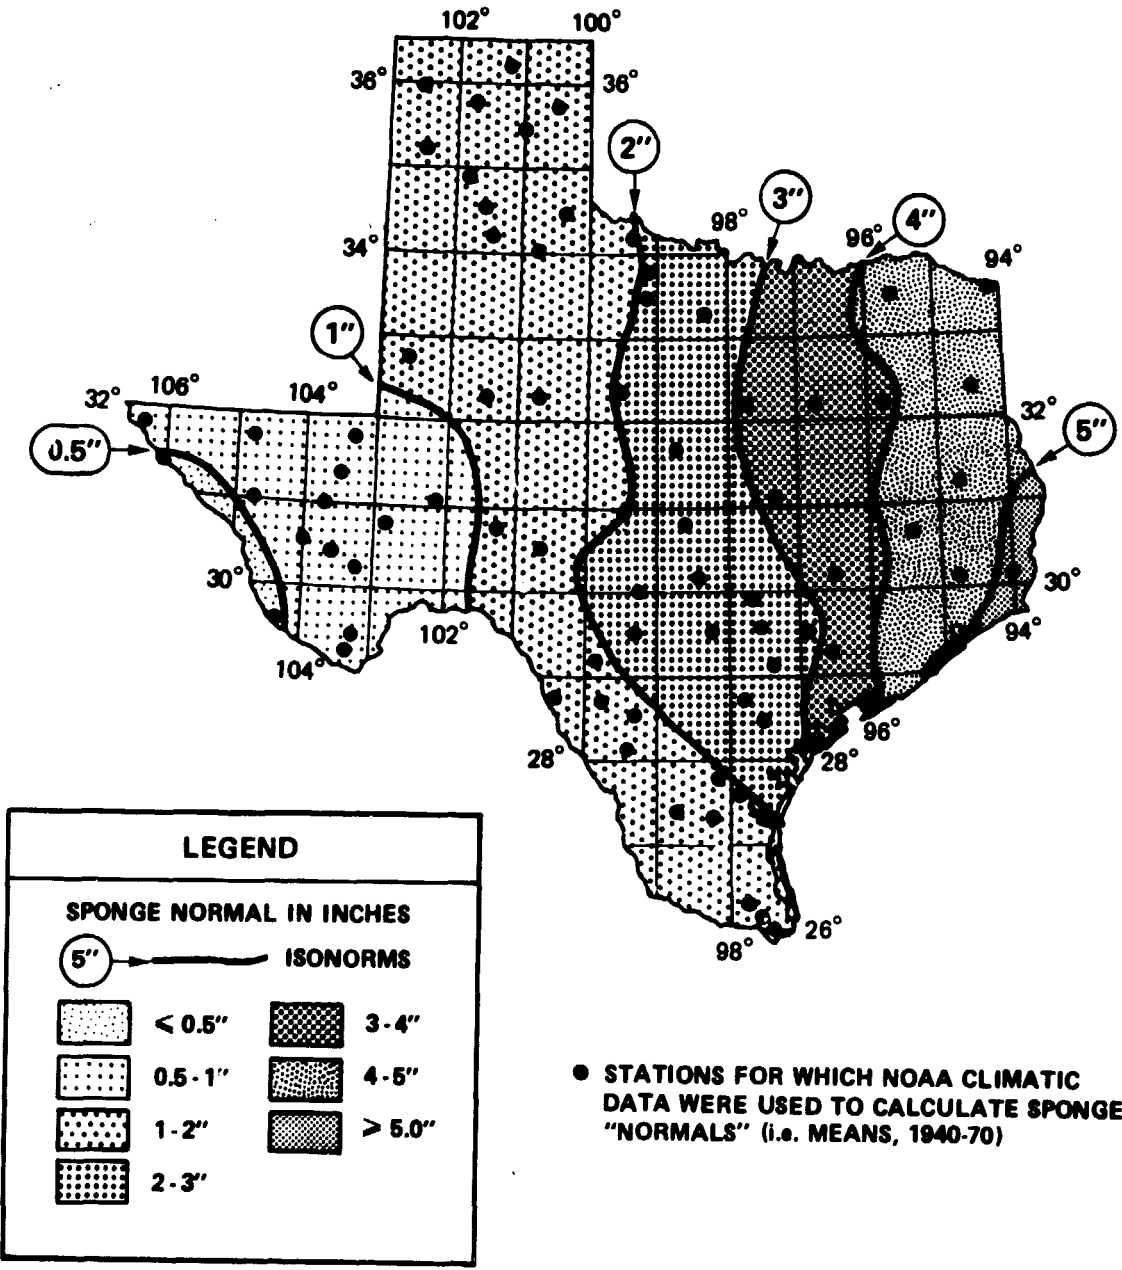 102° 100°
36° 36°
2"
3"
98° 96° 4"
34° 94°
1"
32° 106° 104° 32°
5"
0.5"
30° 30°
102° 94°
104°
96°
28° 28°
98° 26°
LEGEND
SPONGE NORMAL IN INCHES
5" ISONORMS
≤ 0.5" 3-4"
0.5-1" 4-5"
1-2" ≥ 5.0"
2-3"
● STATIONS FOR WHICH NOAA CLIMATIC
DATA WERE USED TO CALCULATE SPONGE
"NORMALS" (i.e. MEANS, 1940-70)